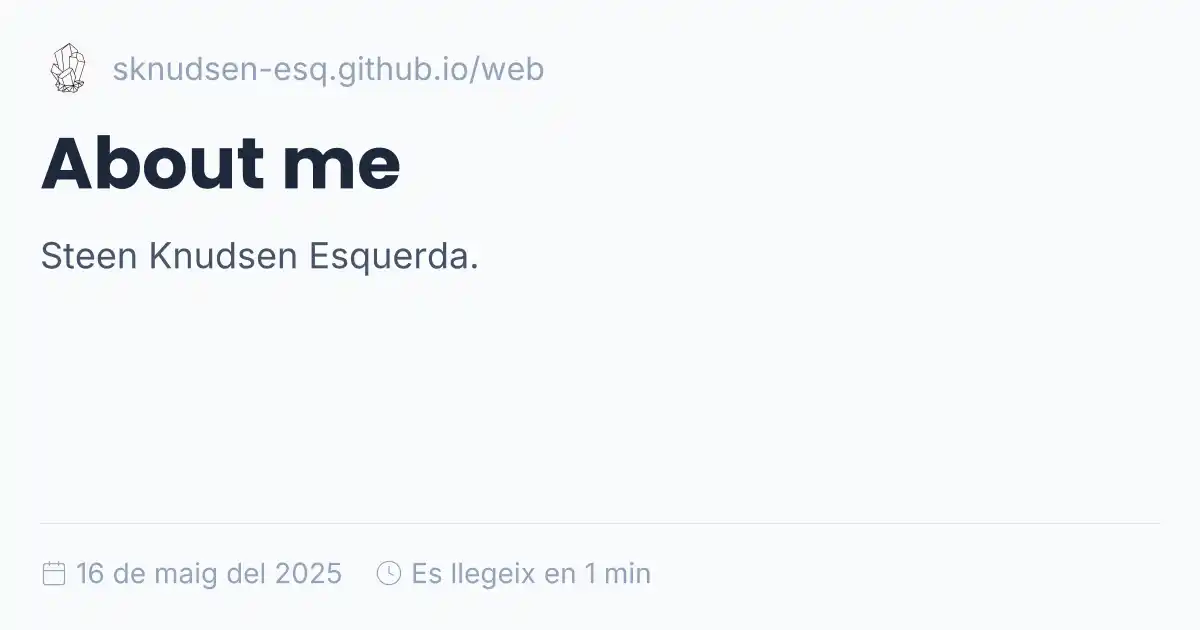 sknudsen-esq.github.io/web
About me
Steen Knudsen Esquerda.
16 de maig del 2025 Es llegeix en 1 min